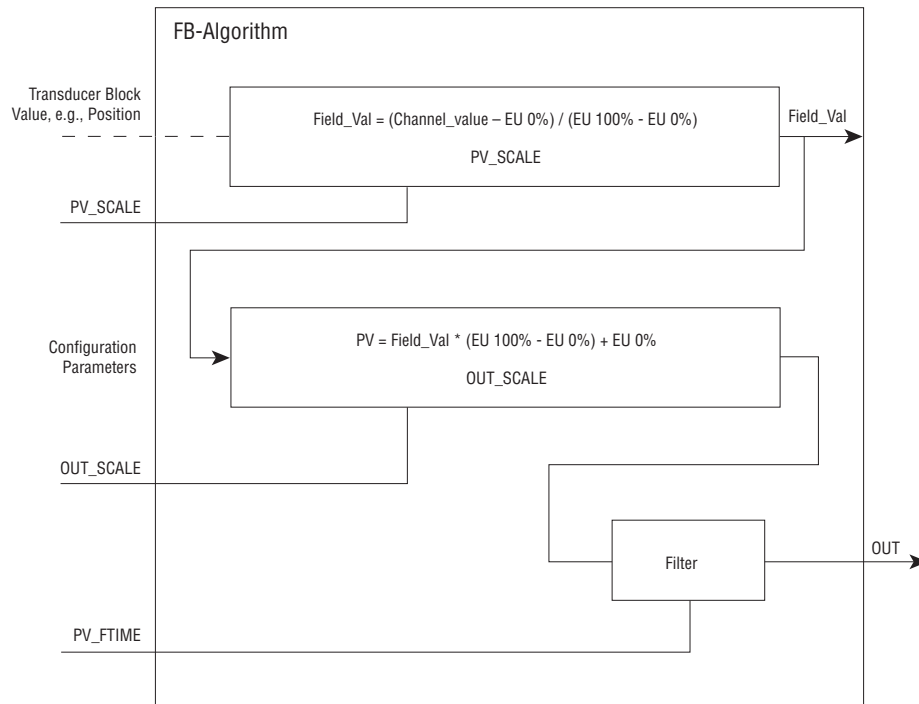 FB-Algorithm
Transducer Block
Value, e.g., Position
Field_Val = (Channel_value – EU 0%) / (EU 100% - EU 0%)
PV_SCALE
Field_Val
PV_SCALE
Configuration
Parameters
PV = Field_Val * (EU 100% - EU 0%) + EU 0%
OUT_SCALE
OUT_SCALE
Filter
OUT
PV_FTIME